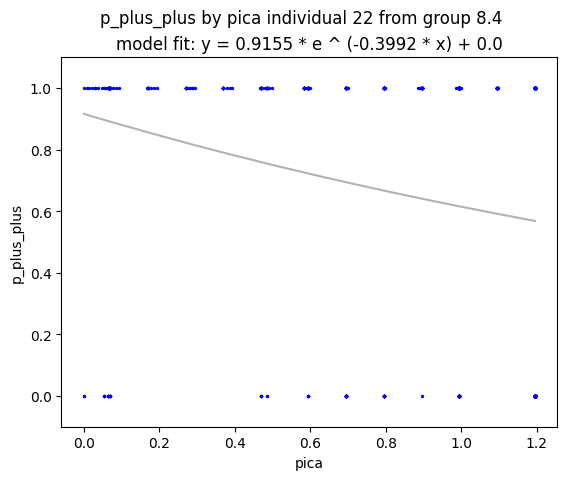 p_plus_plus by pica individual 22 from group 8.4
model fit: y = 0.9155 * e ^ (-0.3992 * x) + 0.0
1.0
0.8
0.6
0.4
0.2
0.0
p_plus_plus
0.0 0.2 0.4 0.6 0.8 1.0 1.2
pica